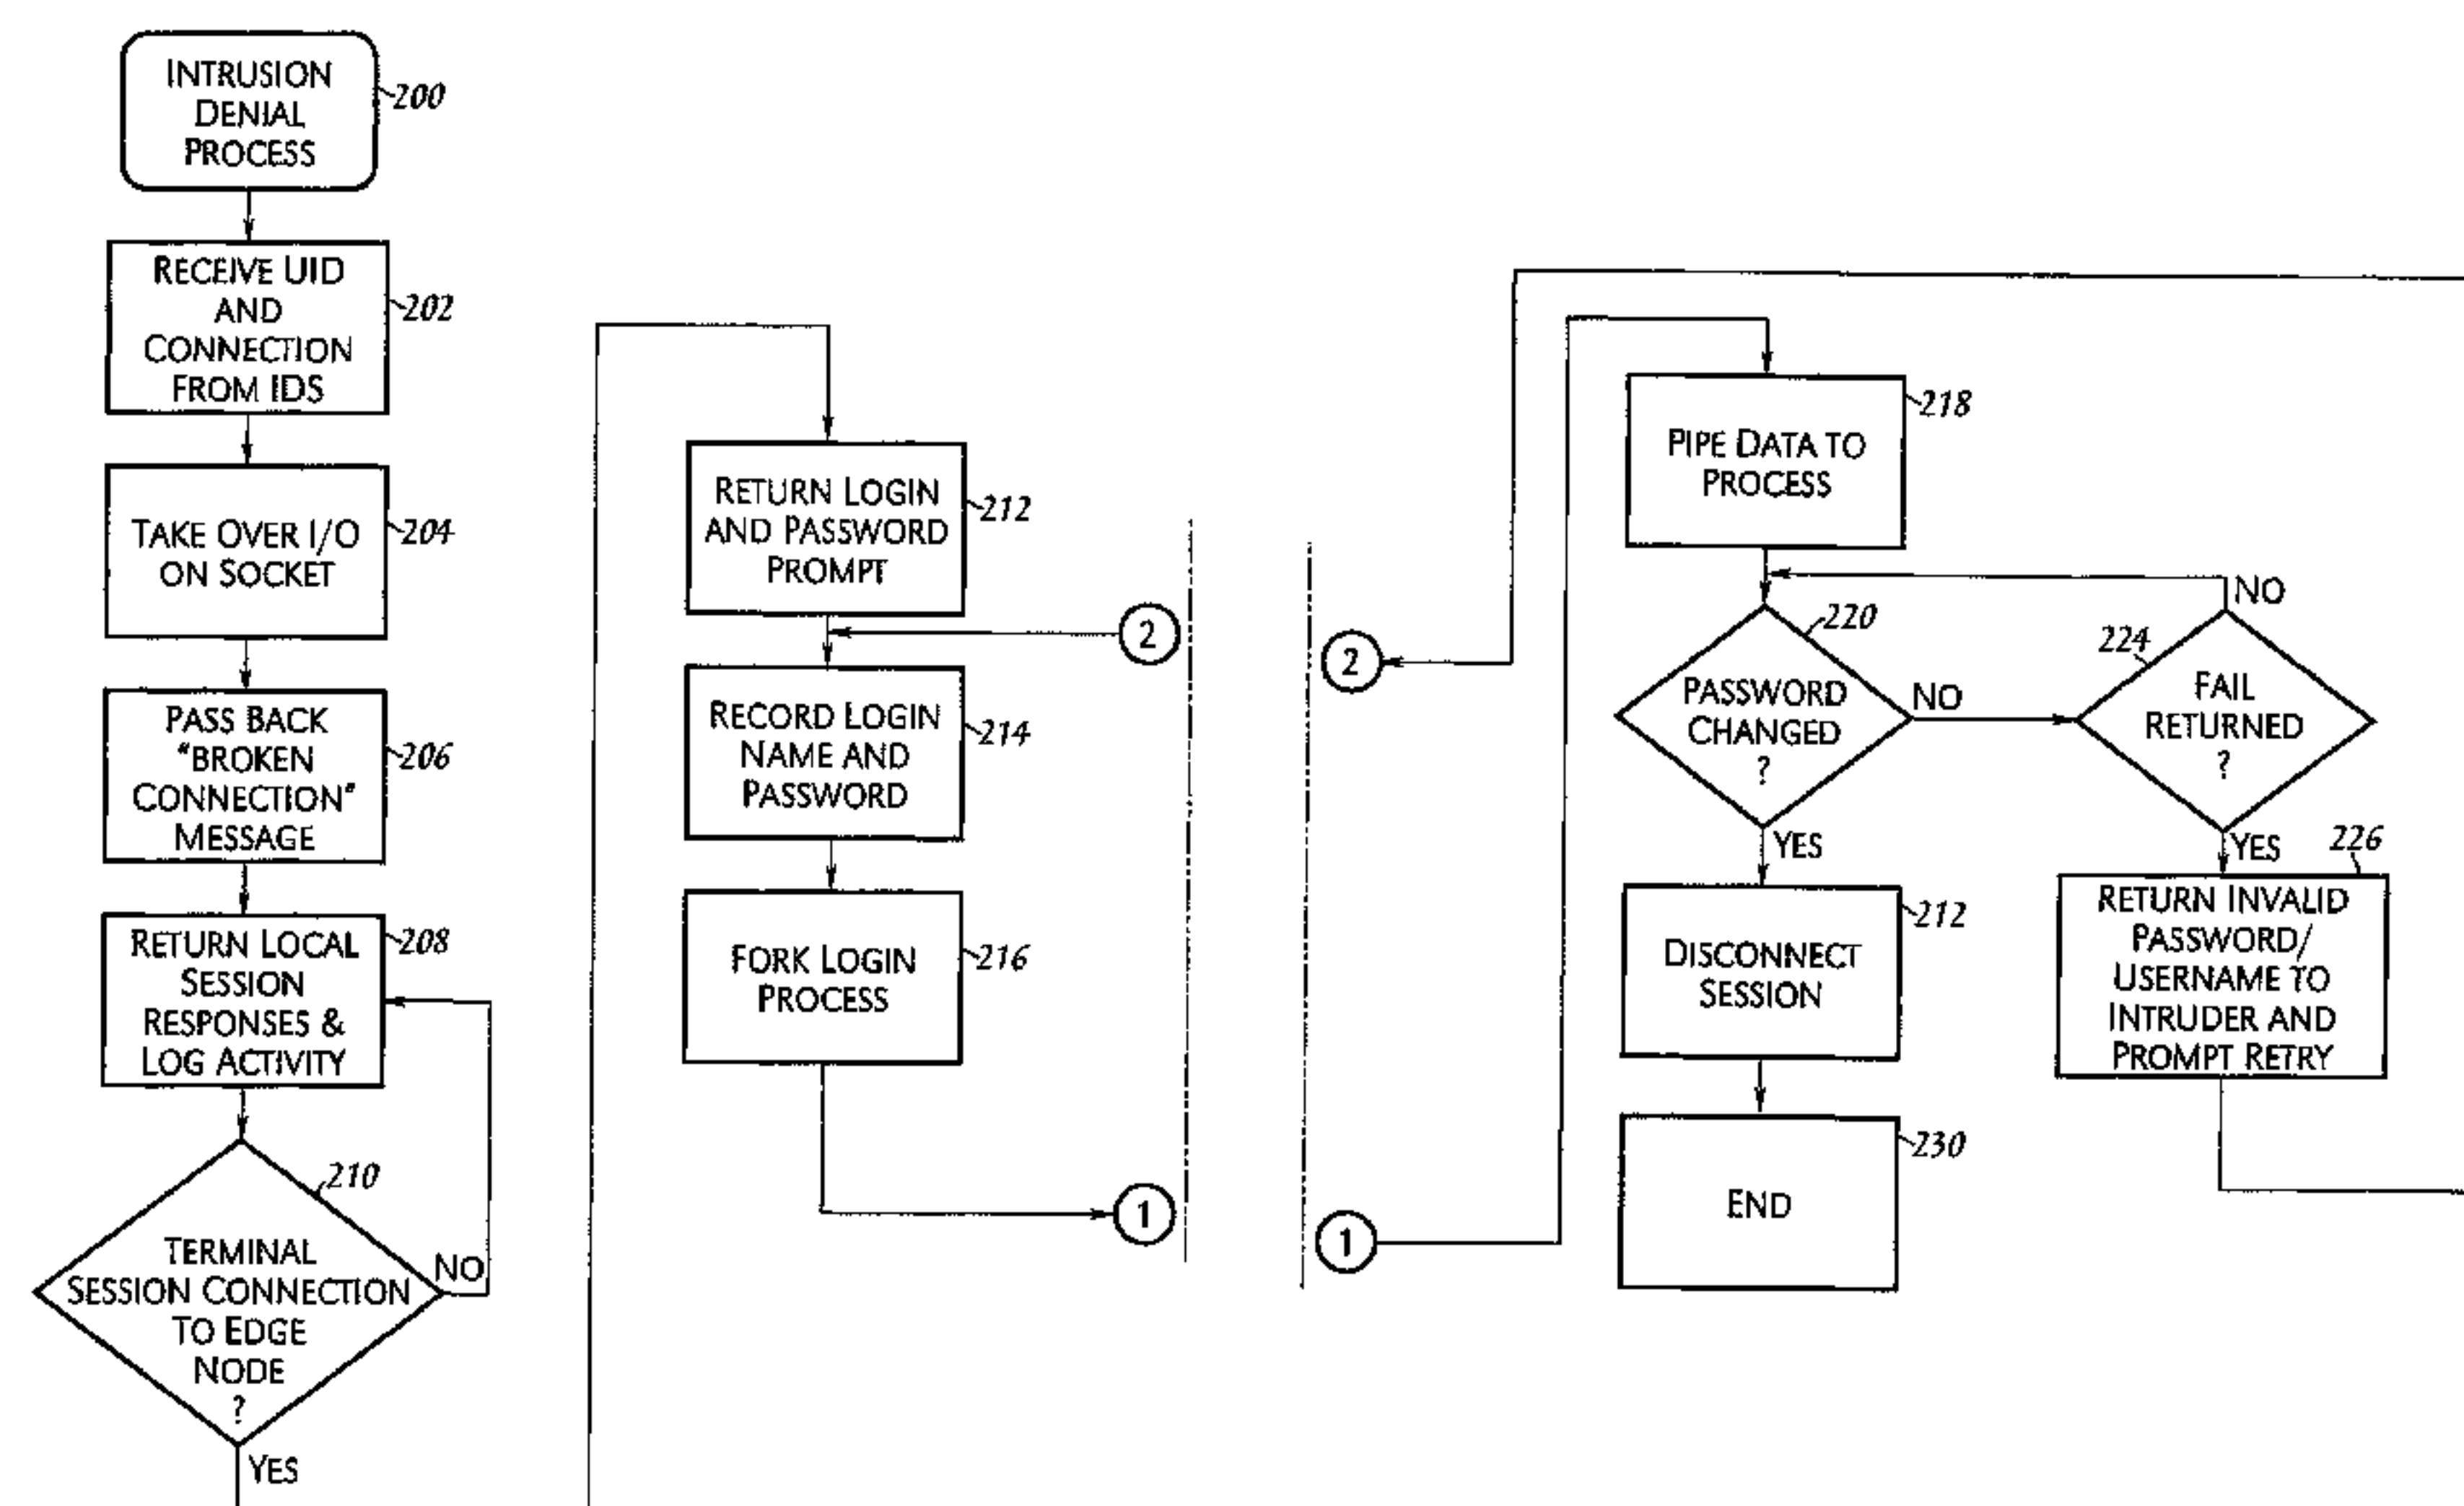 INTRUSION
DENIAL
PROCESS
200
RECEIVE UID
AND
CONNECTION
FROM IDS
202
TAKE OVER I/O
ON SOCKET
204
PASS BACK
"BROKEN
CONNECTION"
MESSAGE
206
RETURN LOCAL
SESSION
RESPONSES &
LOG ACTIVITY
208
210
TERMINAL
SESSION CONNECTION
TO EDGE
NODE
?
NO
YES
RETURN LOGIN
AND PASSWORD
PROMPT
212
2
RECORD LOGIN
NAME AND
PASSWORD
214
FORK LOGIN
PROCESS
216
1
2
1
PIPE DATA TO
PROCESS
218
220
PASSWORD
CHANGED
?
NO
YES
224
FAIL
RETURNED
?
NO
YES
DISCONNECT
SESSION
212
226
RETURN INVALID
PASSWORD/
USERNAME TO
INTRUDER AND
PROMPT RETRY
END
230